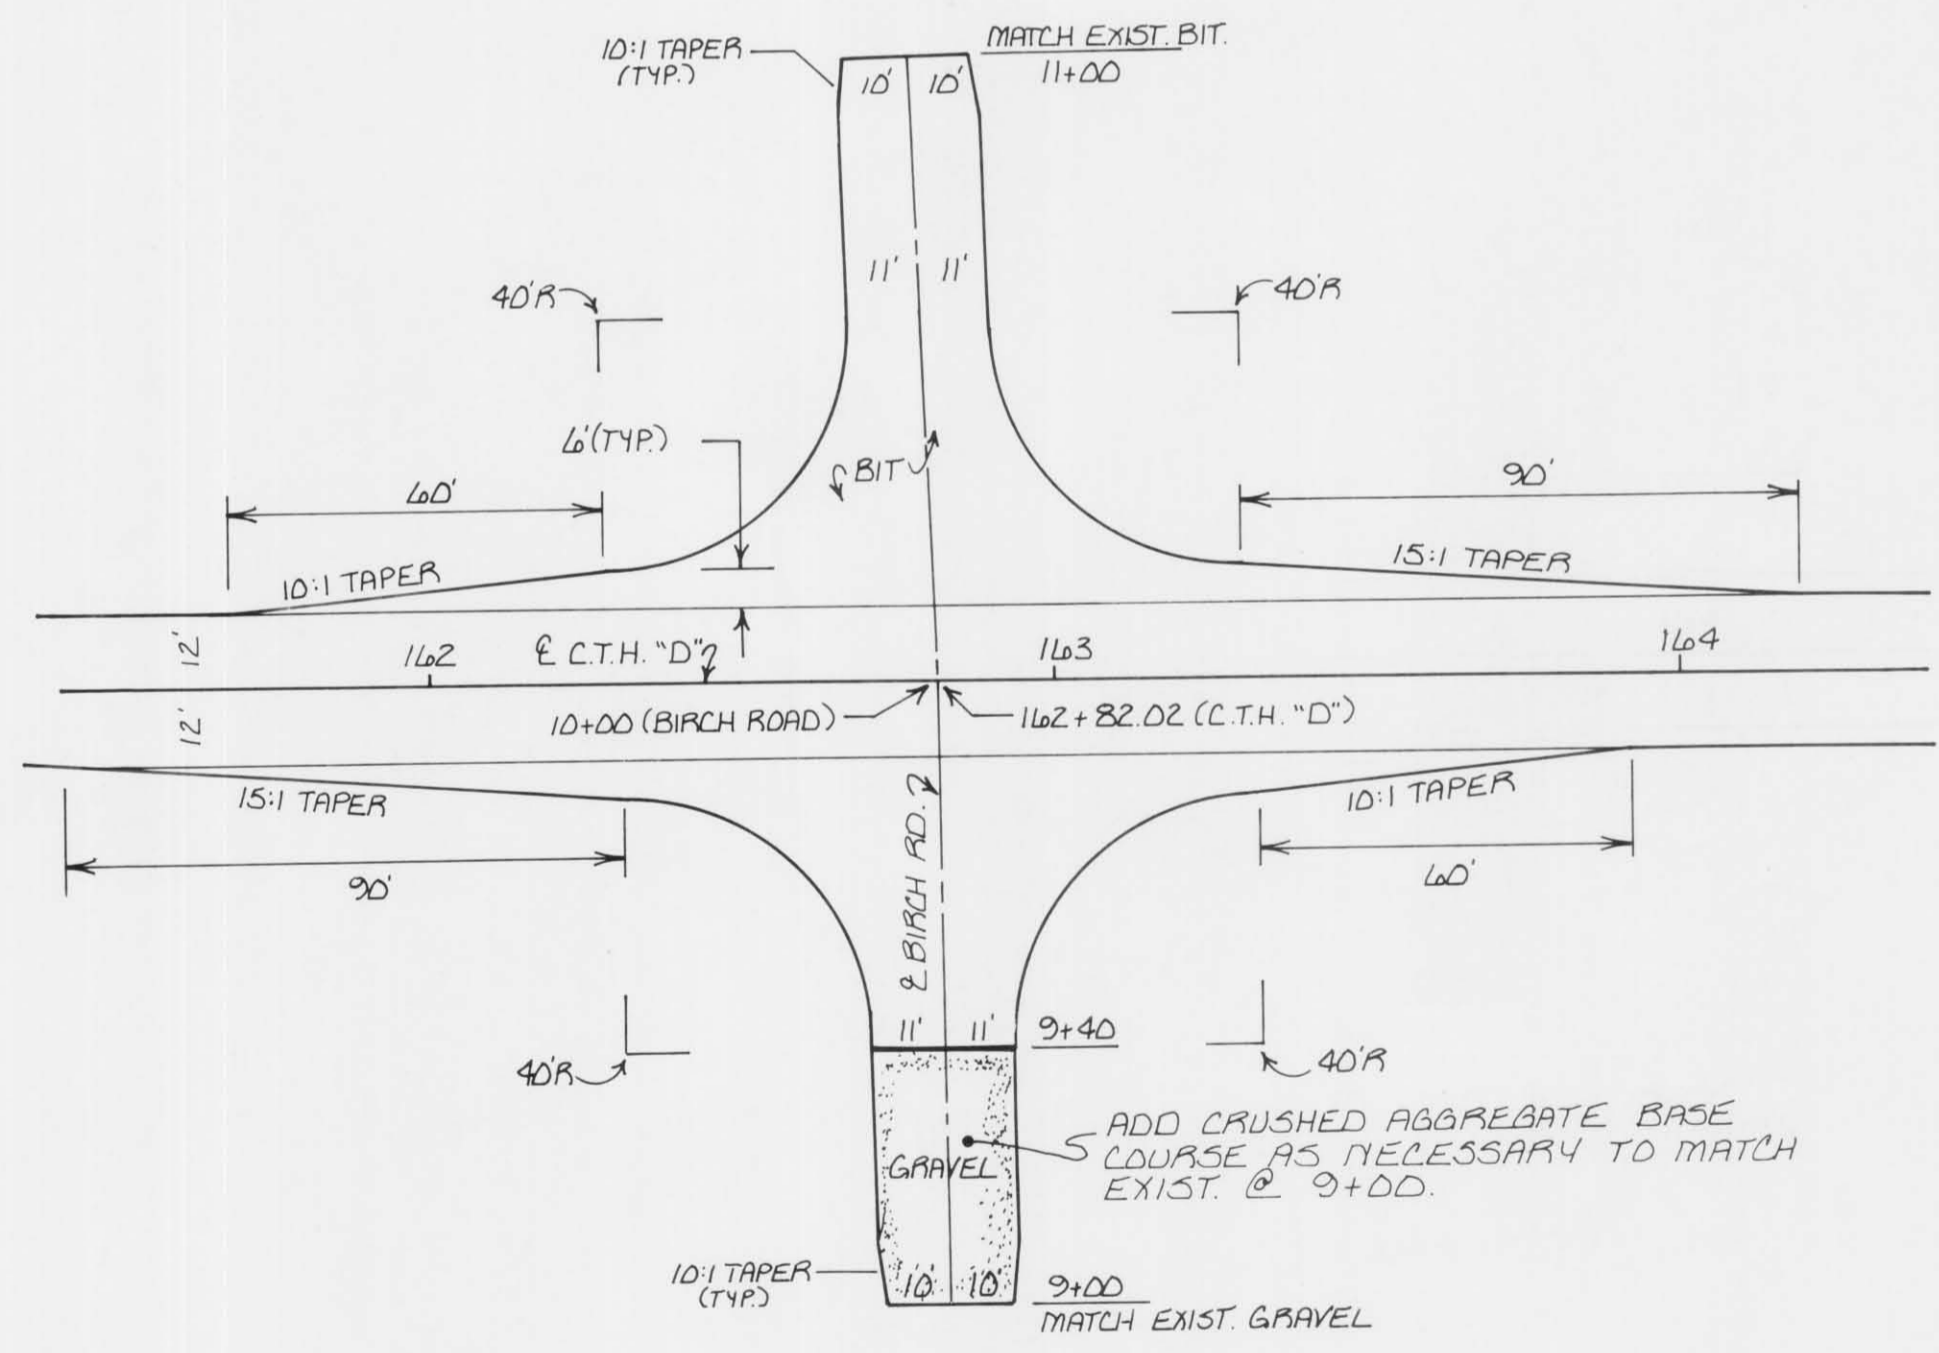 10:1 TAPER
(TYP.)
MATCH EXIST. BIT.
11+00
10' 10'
11' 11'
40'R
40'R
6'(TYP.)
BIT
60'
90'
10:1 TAPER
15:1 TAPER
12'
162
℄ C.T.H. "D"
163
164
12'
10+00 (BIRCH ROAD)
162+82.02 (C.T.H. "D")
15:1 TAPER
10:1 TAPER
90'
60'
℄ BIRCH RD.
11' 11'
9+40
40'R
40'R
ADD CRUSHED AGGREGATE BASE
COURSE AS NECESSARY TO MATCH
EXIST. @ 9+00.
GRAVEL
10:1 TAPER
(TYP.)
10' 10'
9+00
MATCH EXIST. GRAVEL